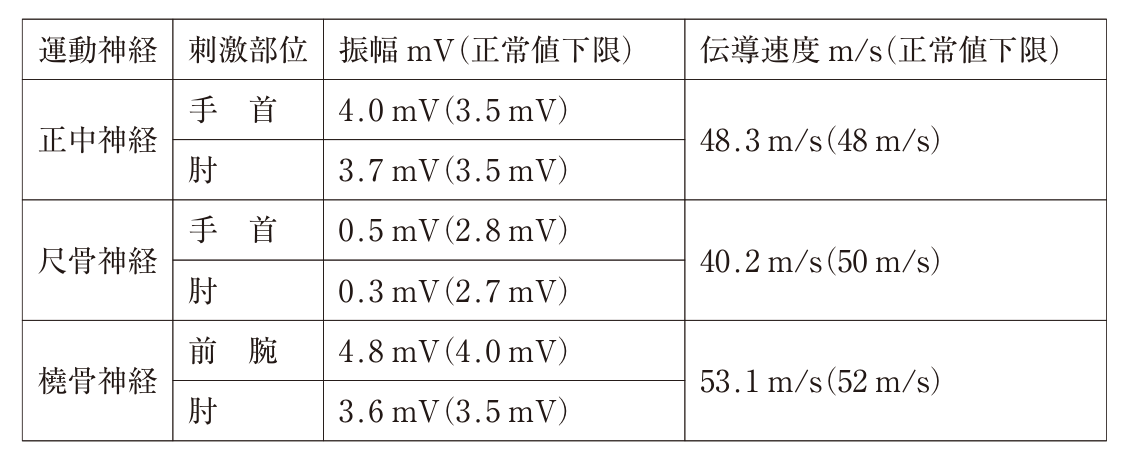 運動神経 刺激部位 振幅 mV(正常値下限) 伝導速度 m/s(正常値下限)
正中神経 手 首 4.0 mV(3.5 mV) 48.3 m/s(48 m/s)
肘 3.7 mV(3.5 mV)
尺骨神経 手 首 0.5 mV(2.8 mV) 40.2 m/s(50 m/s)
肘 0.3 mV(2.7 mV)
橈骨神経 前 腕 4.8 mV(4.0 mV) 53.1 m/s(52 m/s)
肘 3.6 mV(3.5 mV)